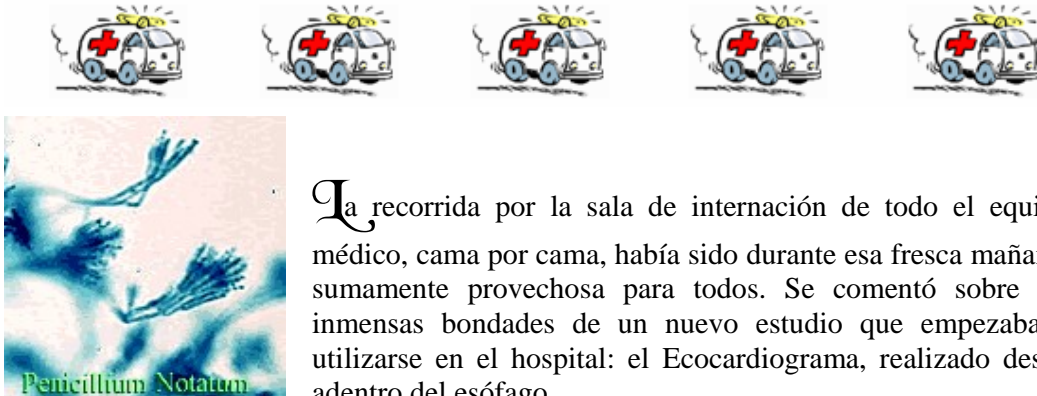 La recorrida por la sala de internación de todo el equi
médico, cama por cama, había sido durante esa fresca maña
sumamente provechosa para todos. Se comentó sobre
inmensas bondades de un nuevo estudio que empezaba
utilizarse en el hospital: el Ecocardiograma, realizado des
adentro del esófago.
Penicillium Notatum